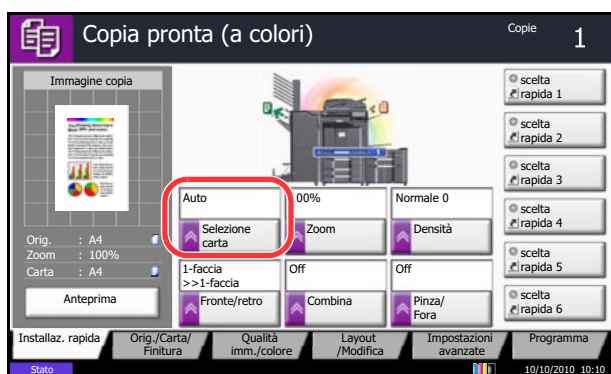 Copia pronta (a colori)
Copie 1
Immagine copia
Orig. : A4
Zoom : 100%
Carta : A4
Anteprima
Auto
Selezione
carta
00%
Zoom
Normale 0
Densità
1-faccia
>>1-faccia
Fronte/retro
Off
Combina
Off
Pinza/
Fora
scelta
rapida 1
scelta
rapida 2
scelta
rapida 3
scelta
rapida 4
scelta
rapida 5
scelta
rapida 6
Installaz. rapida
Orig./Carta/
Finitura
Qualità
imm./colore
Layout
/Modifica
Impostazioni
avanzate
Programma
Stato
10/10/2010 10:10